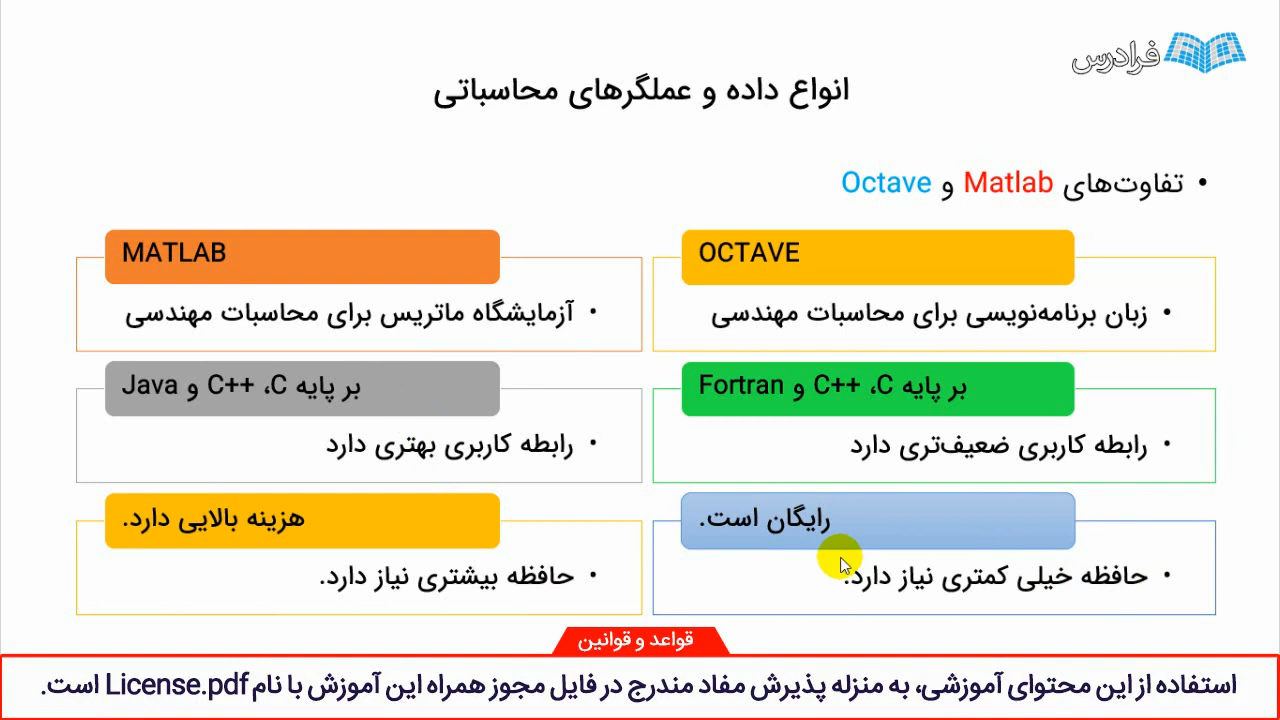 فرادرس
انواع داده و عملگرهای محاسباتی
• تفاوت‌های Matlab و Octave
OCTAVE
• زبان برنامه‌نویسی برای محاسبات مهندسی
MATLAB
• آزمایشگاه ماتریس برای محاسبات مهندسی
بر پایه C، C++ و Fortran
• رابطه کاربری ضعیف‌تری دارد
بر پایه C، C++ و Java
• رابطه کاربری بهتری دارد
رایگان است.
• حافظه خیلی کمتری نیاز دارد.
هزینه بالایی دارد.
• حافظه بیشتری نیاز دارد.
قواعد و قوانین
استفاده از این محتوای آموزشی، به منزله پذیرش مفاد مندرج در فایل مجوز همراه این آموزش با نام License.pdf است.